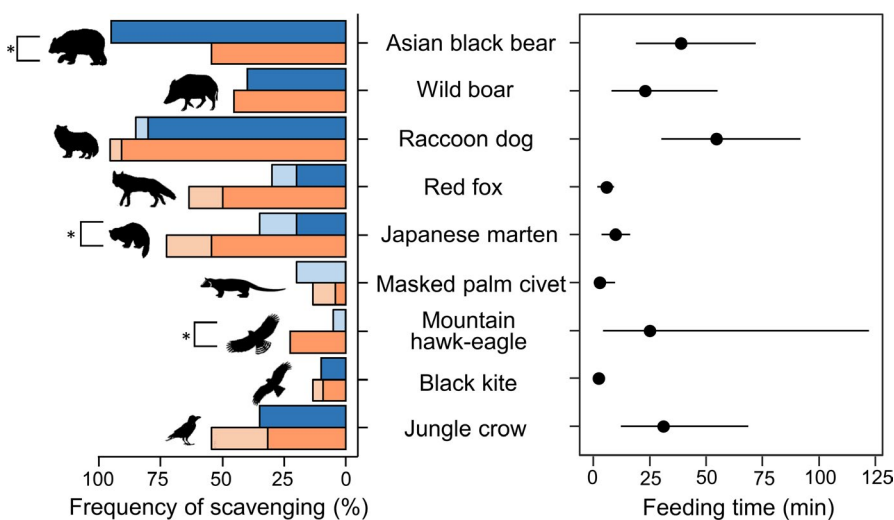 *
*
*
Asian black bear
Wild boar
Raccoon dog
Red fox
Japanese marten
Masked palm civet
Mountain
hawk-eagle
Black kite
Jungle crow
100 75 50 25 0
Frequency of scavenging (%)
0 25 50 75 100 125
Feeding time (min)